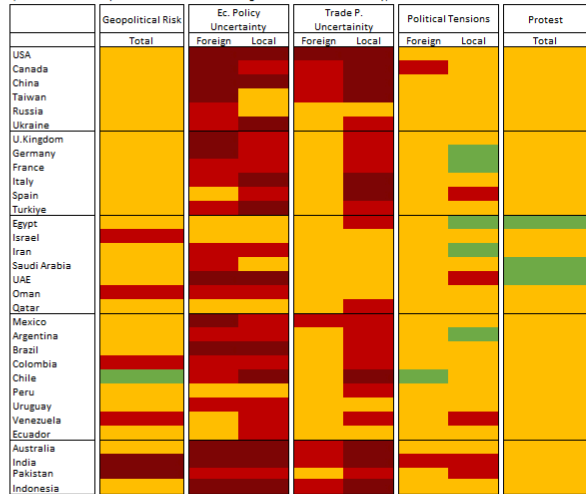 Geopolitical Risk Ec. Policy Uncertainty Trade P. Uncertainity Political Tensions Protest
Total Foreign Local Foreign Local Foreign Local Total
USA
Canada
China
Taiwan
Russia
Ukraine
U.Kingdom
Germany
France
Italy
Spain
Turkiye
Egypt
Israel
Iran
Saudi Arabia
UAE
Oman
Qatar
Mexico
Argentina
Brazil
Colombia
Chile
Peru
Uruguay
Venezuela
Ecuador
Australia
India
Pakistan
Indonesia